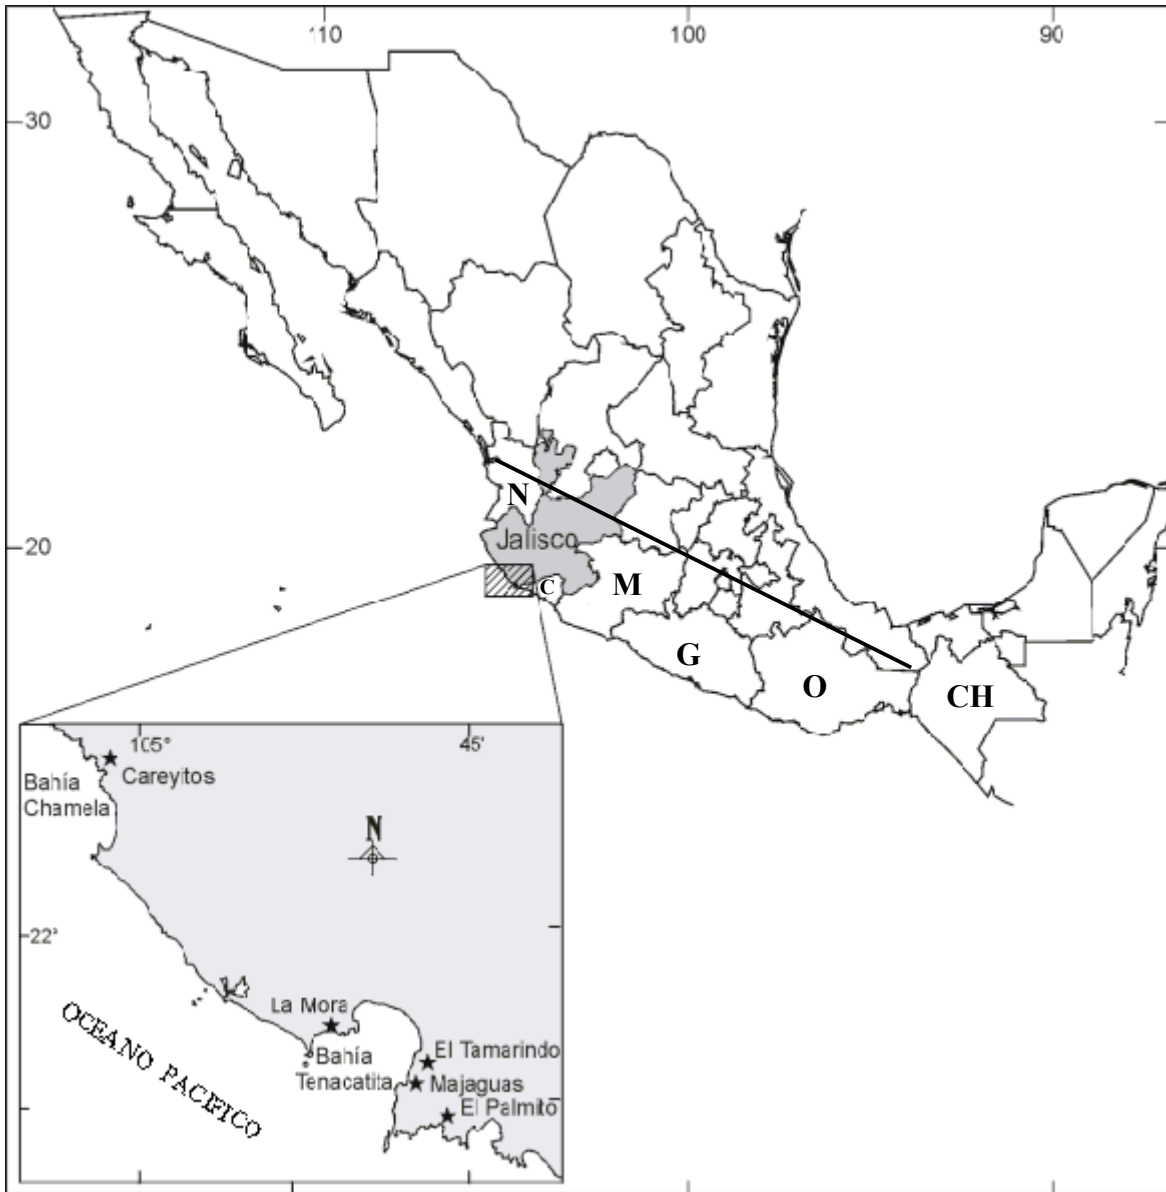 110
100
90
30
N
20
Jalisco
C
M
G
O
CH
105°
45'
Careyitos
Bahía
Chamela
N
22°
La Mora
El Tamarindo
Bahía
Tenacatita
Majaguas
El Palmito
OCEANO PACIFICO